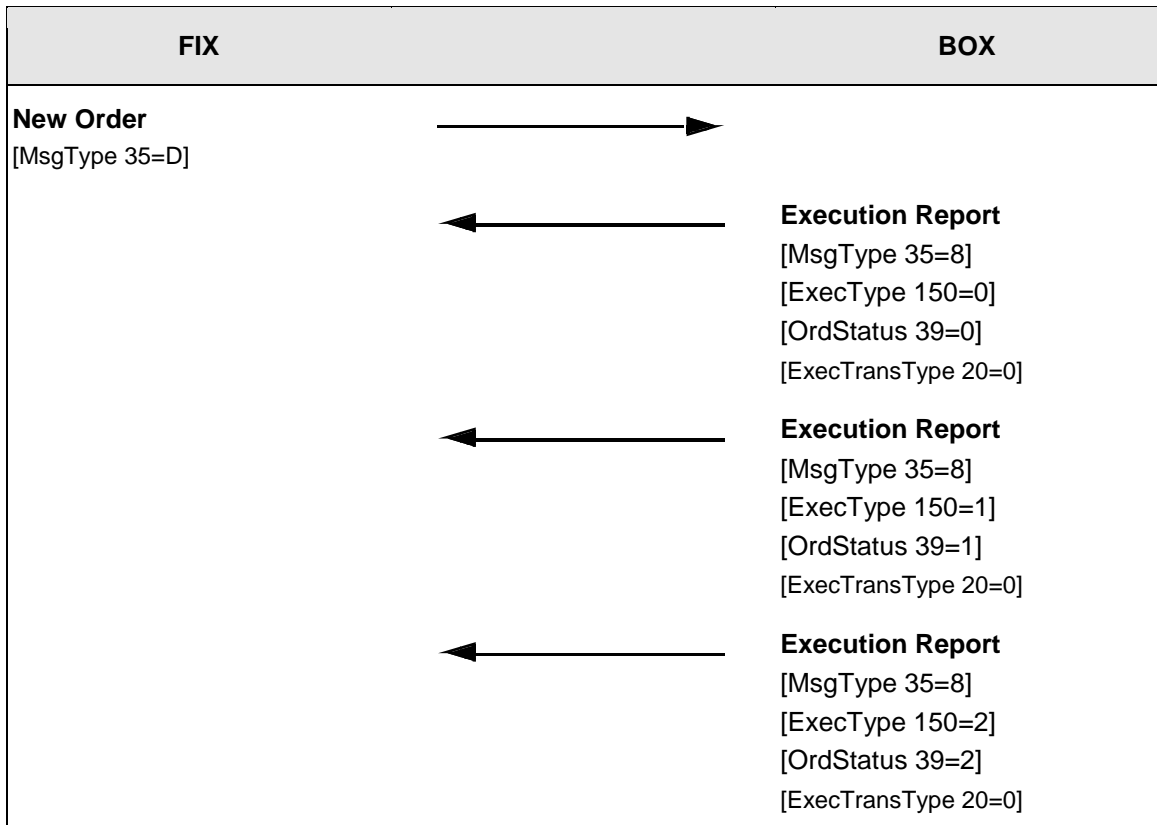 FIX
BOX
New Order
[MsgType 35=D]
Execution Report
[MsgType 35=8]
[ExecType 150=0]
[OrdStatus 39=0]
[ExecTransType 20=0]
Execution Report
[MsgType 35=8]
[ExecType 150=1]
[OrdStatus 39=1]
[ExecTransType 20=0]
Execution Report
[MsgType 35=8]
[ExecType 150=2]
[OrdStatus 39=2]
[ExecTransType 20=0]